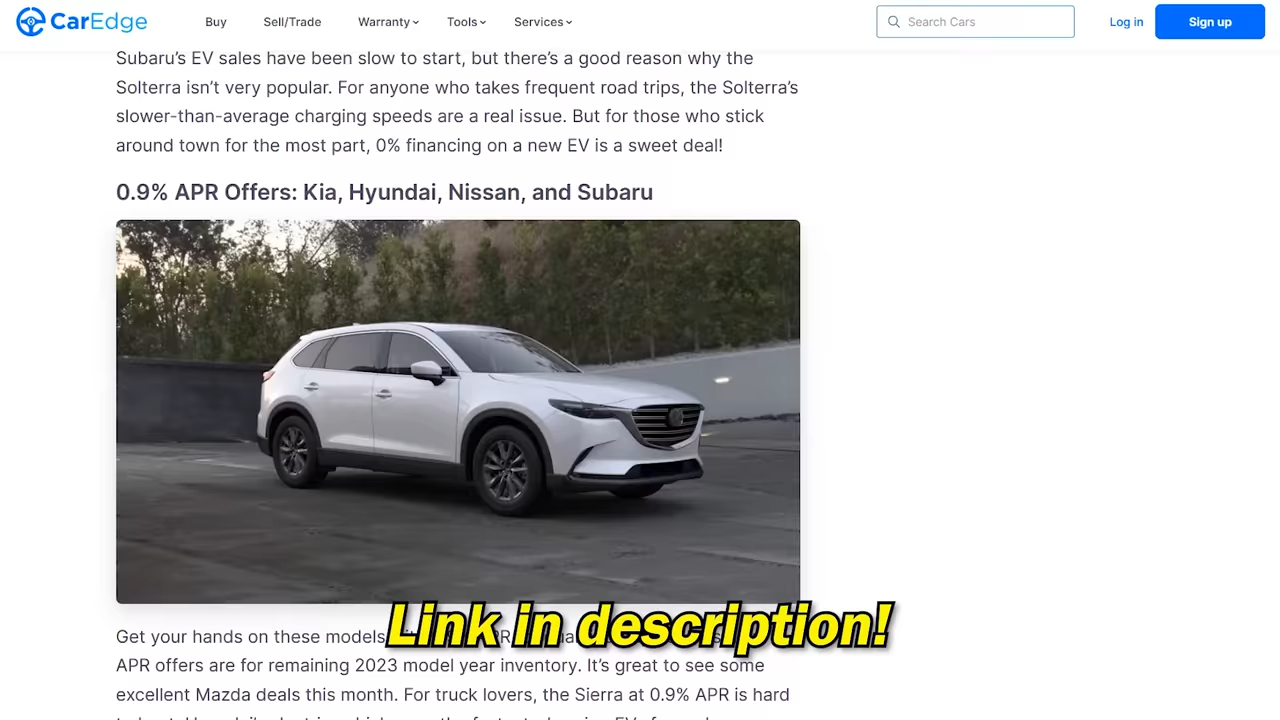 CarEdge
Buy
Sell/Trade
Warranty
Tools
Services
Search Cars
Log in
Sign up
Subaru’s EV sales have been slow to start, but there’s a good reason why the
Solterra isn’t very popular. For anyone who takes frequent road trips, the Solterra’s
slower-than-average charging speeds are a real issue. But for those who stick
around town for the most part, 0% financing on a new EV is a sweet deal!
0.9% APR Offers: Kia, Hyundai, Nissan, and Subaru
Link in description!
Get your hands on these models
APR offers are for remaining 2023 model year inventory. It’s great to see some
excellent Mazda deals this month. For truck lovers, the Sierra at 0.9% APR is hard